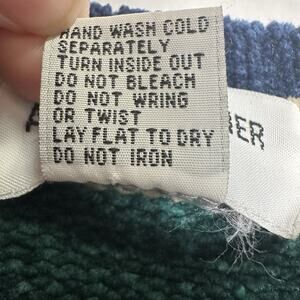 HAND WASH COLD
SEPARATELY
TURN INSIDE OUT
DO NOT BLEACH
DO NOT WRING
OR TWIST
LAY FLAT TO DRY
DO NOT IRON